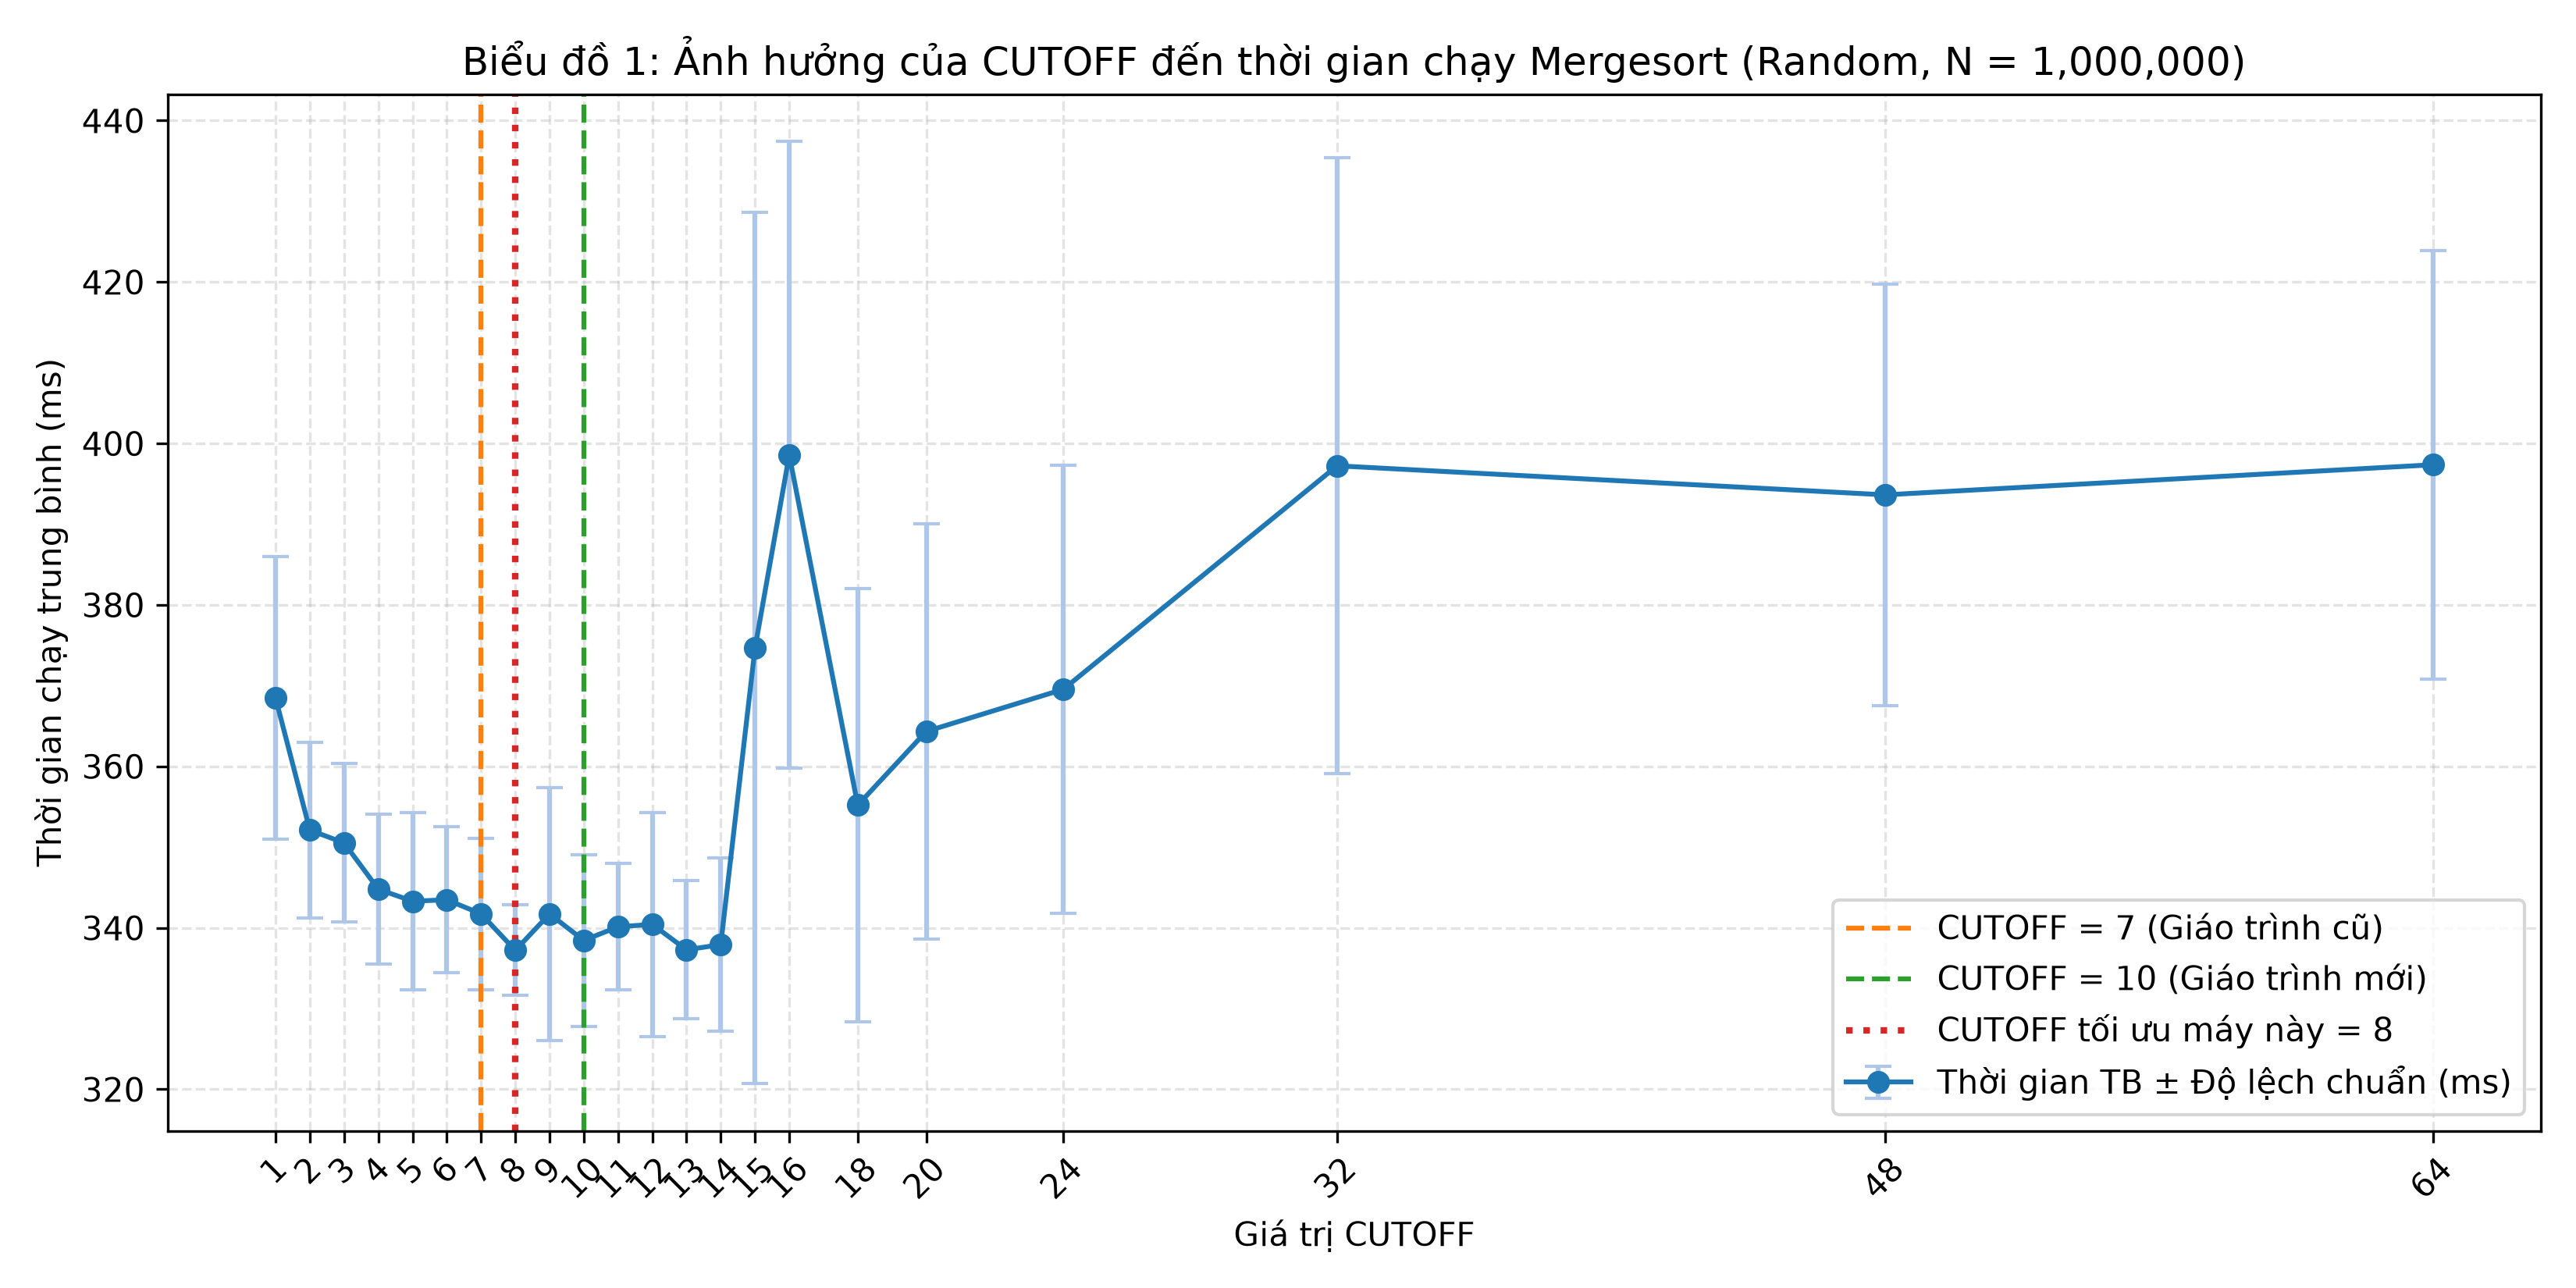 Biểu đồ 1: Ảnh hưởng của CUTOFF đến thời gian chạy Mergesort (Random, N = 1,000,000)
Thời gian chạy trung bình (ms)
440
420
400
380
360
340
320
1 2 3 4 5 6 7 8 9 10 11 12 13 14 15 16 18 20 24 32 48 64
Giá trị CUTOFF
CUTOFF = 7 (Giáo trình cũ)
CUTOFF = 10 (Giáo trình mới)
CUTOFF tối ưu máy này = 8
Thời gian TB ± Độ lệch chuẩn (ms)